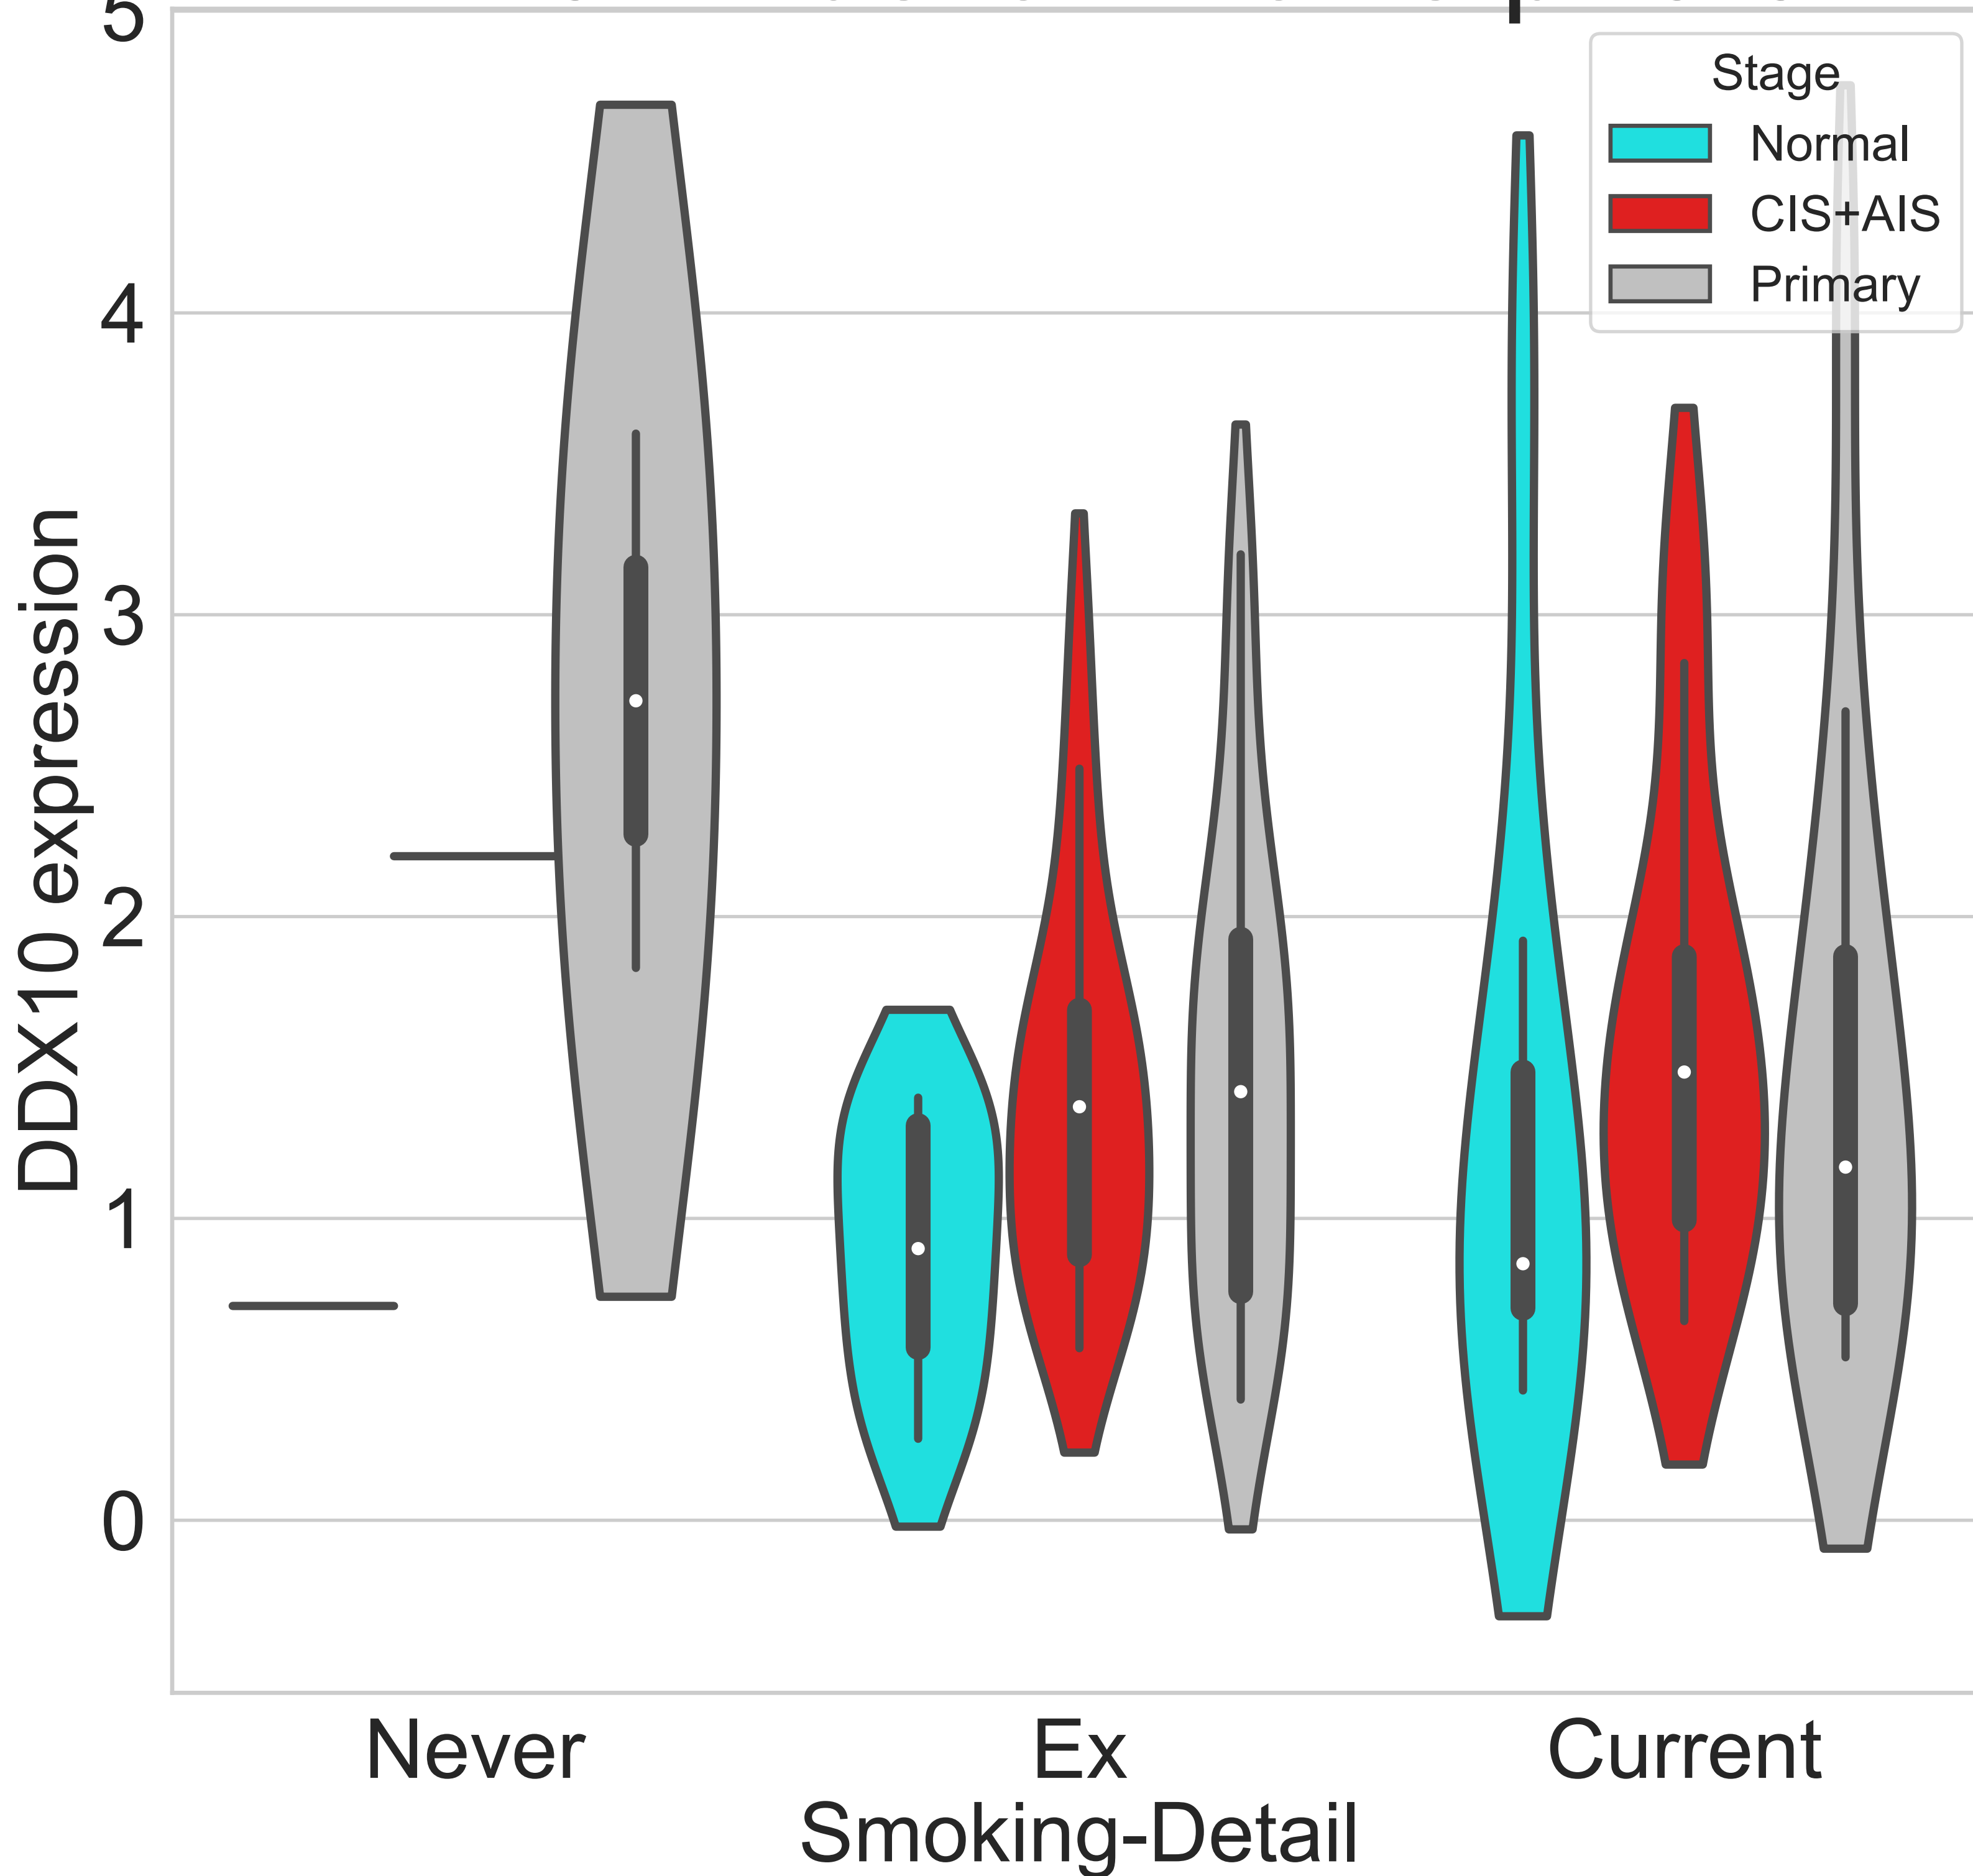 5
4
3
2
1
0
DDX10 expression
Stage
Normal
CIS+AIS
Primary
Never
Ex
Current
Smoking-Detail